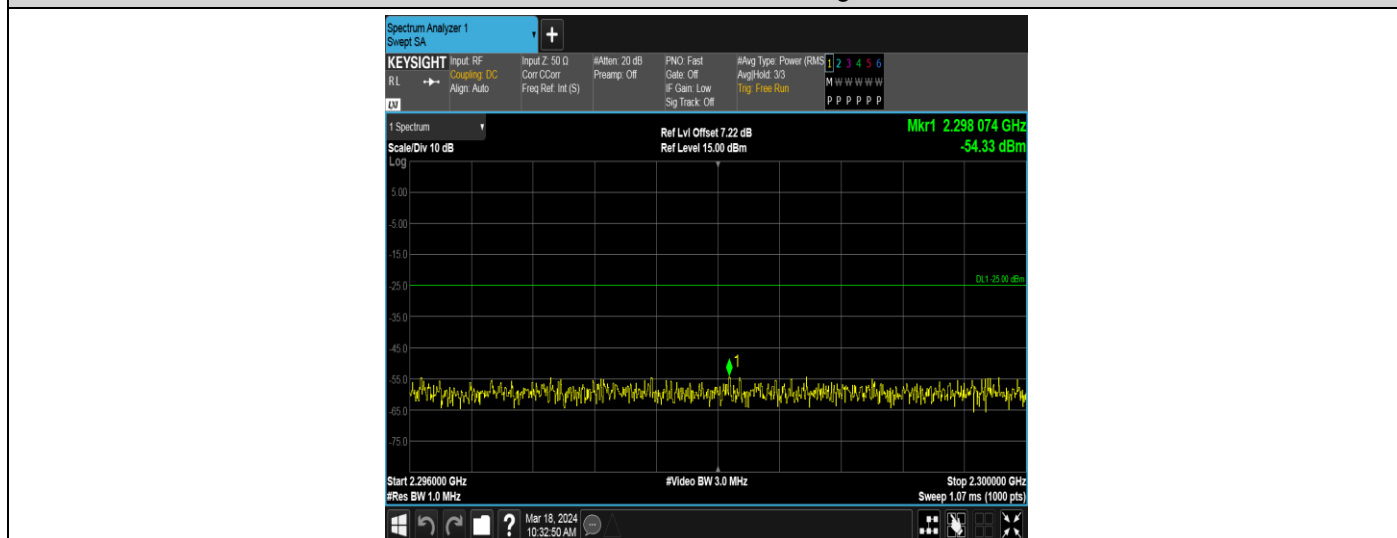 Spectrum Analyzer 1
Swept SA
+
KEYSIGHT
RL
Input: RF
Coupling: DC
Align: Auto
Input Z: 50 Ω
Corr CCorr
Freq Ref: Int (S)
#Atten: 20 dB
Preamp: Off
PNO: Fast
Gate: Off
IF Gain: Low
Sig Track: Off
#Avg Type: Power (RMS
Avg|Hold: 3/3
Trig: Free Run
1 2 3 4 5 6
M W W W W W
P P P P P P
1 Spectrum
Scale/Div 10 dB
Log
Ref Lvl Offset 7.22 dB
Ref Level 15.00 dBm
Mkr1 2.298 074 GHz
-54.33 dBm
5.00
-5.00
-15.0
-25.0
DL1 -25.00 dBm
-35.0
-45.0
1
-55.0
-65.0
-75.0
Start 2.296000 GHz
#Video BW 3.0 MHz
Stop 2.300000 GHz
#Res BW 1.0 MHz
Sweep 1.07 ms (1000 pts)
?
Mar 18, 2024
10:32:50 AM